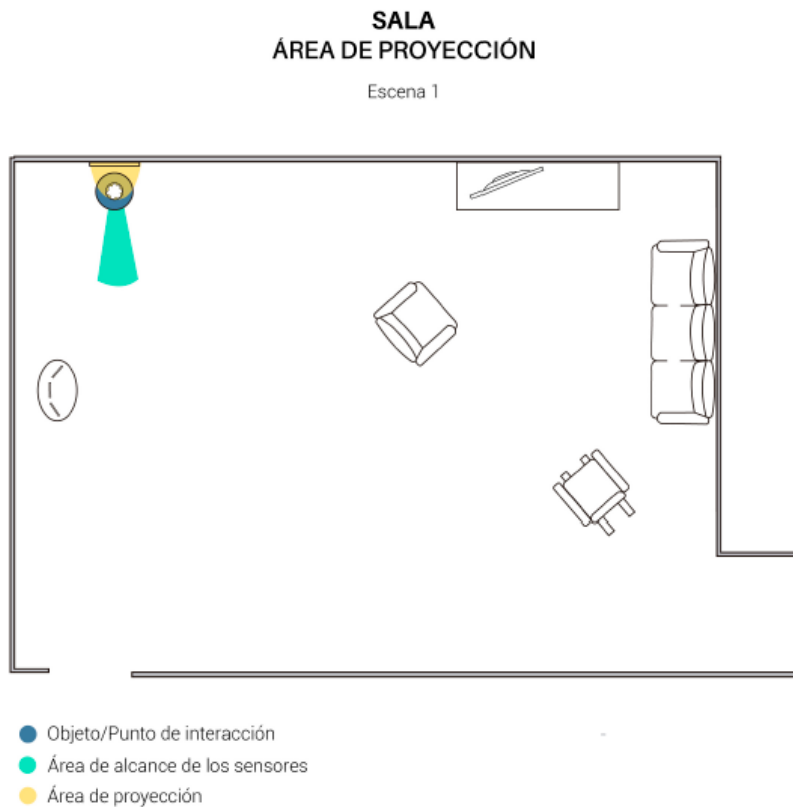 SALA
ÁREA DE PROYECCIÓN
Escena 1
Objeto/Punto de interacción
Área de alcance de los sensores
Área de proyección